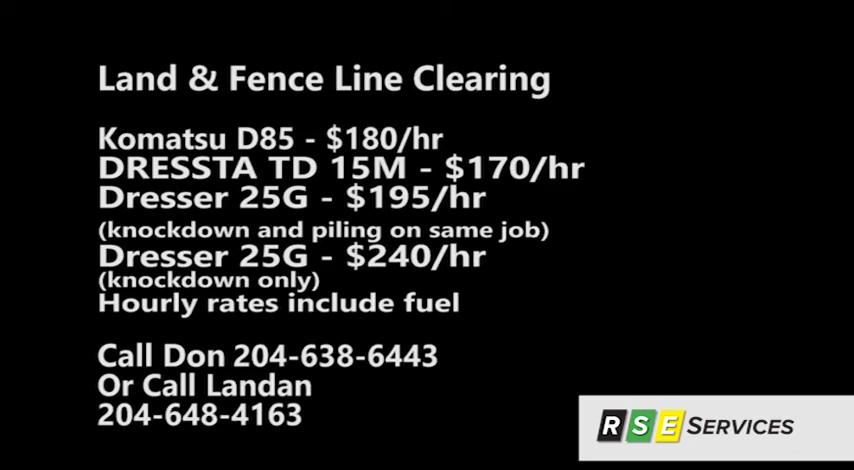 Land & Fence Line Clearing
Komatsu D85 - $180/hr
DRESSTA TD 15M - $170/hr
Dresser 25G - $195/hr
(knockdown and piling on same job)
Dresser 25G - $240/hr
(knockdown only)
Hourly rates include fuel
Call Don 204-638-6443
Or Call Landan
204-648-4163
RSE SERVICES